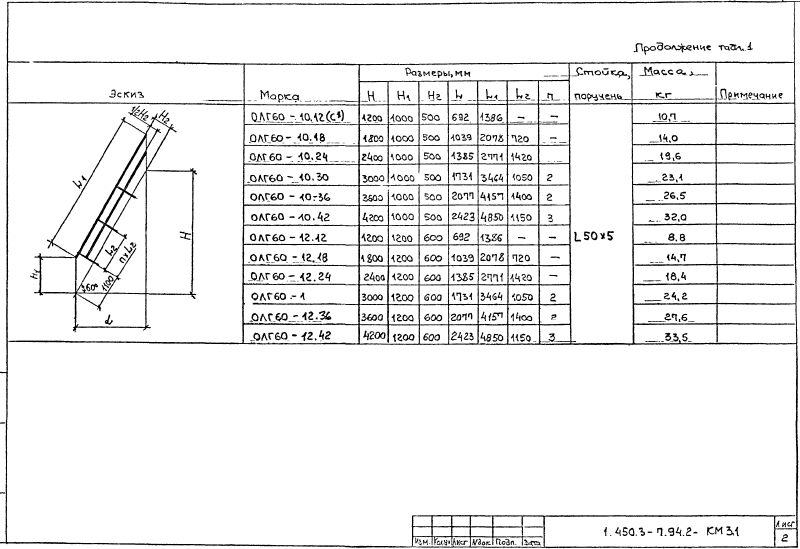 Продолжение табл. 1
Эскиз Марка Размеры, мм Стойка, поручень Масса, кг Примечание
H H1 H2 L L1 L2 n
ОЛГ60-10.12(С1) 1200 1000 500 692 1386 — — 10,7
ОЛГ60-10.18 1800 1000 500 1039 2078 720 — 14,0
ОЛГ60-10.24 2400 1000 500 1385 2771 1420 19,6
ОЛГ60-10.30 3000 1000 500 1731 3464 1050 2 23,1
ОЛГ60-10-36 3600 1000 500 2077 4157 1400 2 26,5
ОЛГ60-10.42 4200 1000 500 2423 4850 1150 3 32,0
ОЛГ60-12.12 1200 1200 600 692 1386 — — L50×5 8.8
ОЛГ60-12.18 1800 1200 600 1039 2078 720 — 14,7
ОЛГ60-12.24 2400 1200 600 1385 2771 1420 — 18,4
ОЛГ60-1 3000 1200 600 1731 3464 1050 2 24,2
ОЛГ60-12.36 3600 1200 600 2077 4157 1400 2 27,6
ОЛГ60-12.42 4200 1200 600 2423 4850 1150 3 33,5
1/2H2 H2
L1
H
L2
n×L2
H1
360°
1100
d
1.450.3-7.94.2- КМ31
Лист
2
Изм. Кол.уч Лист №док. Подп. Дата